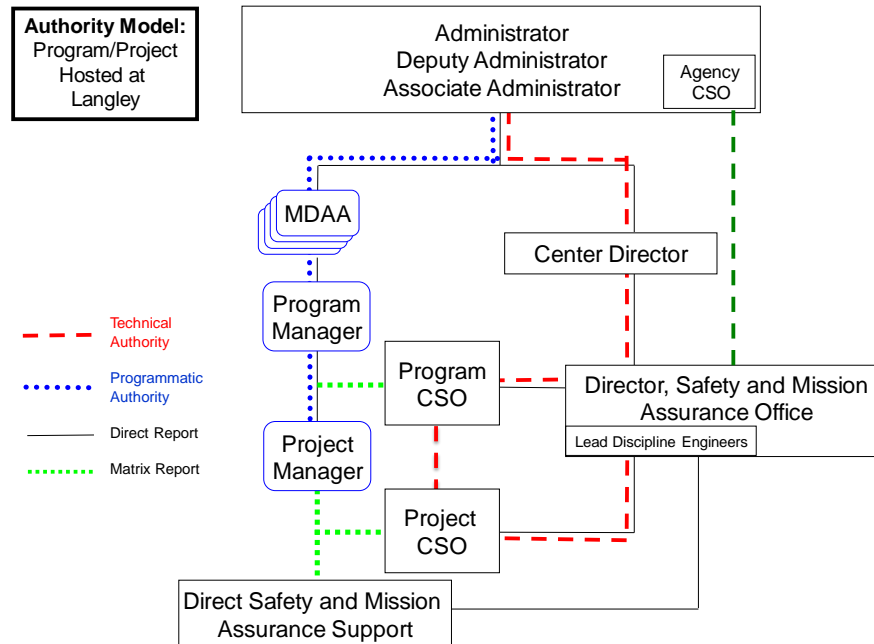 Authority Model:
Program/Project
Hosted at
Langley
Administrator
Deputy Administrator
Associate Administrator
Agency
CSO
MDAA
Center Director
Program
Manager
Technical
Authority
Programmatic
Authority
Direct Report
Matrix Report
Program
CSO
Director, Safety and Mission
Assurance Office
Lead Discipline Engineers
Project
Manager
Project
CSO
Direct Safety and Mission
Assurance Support